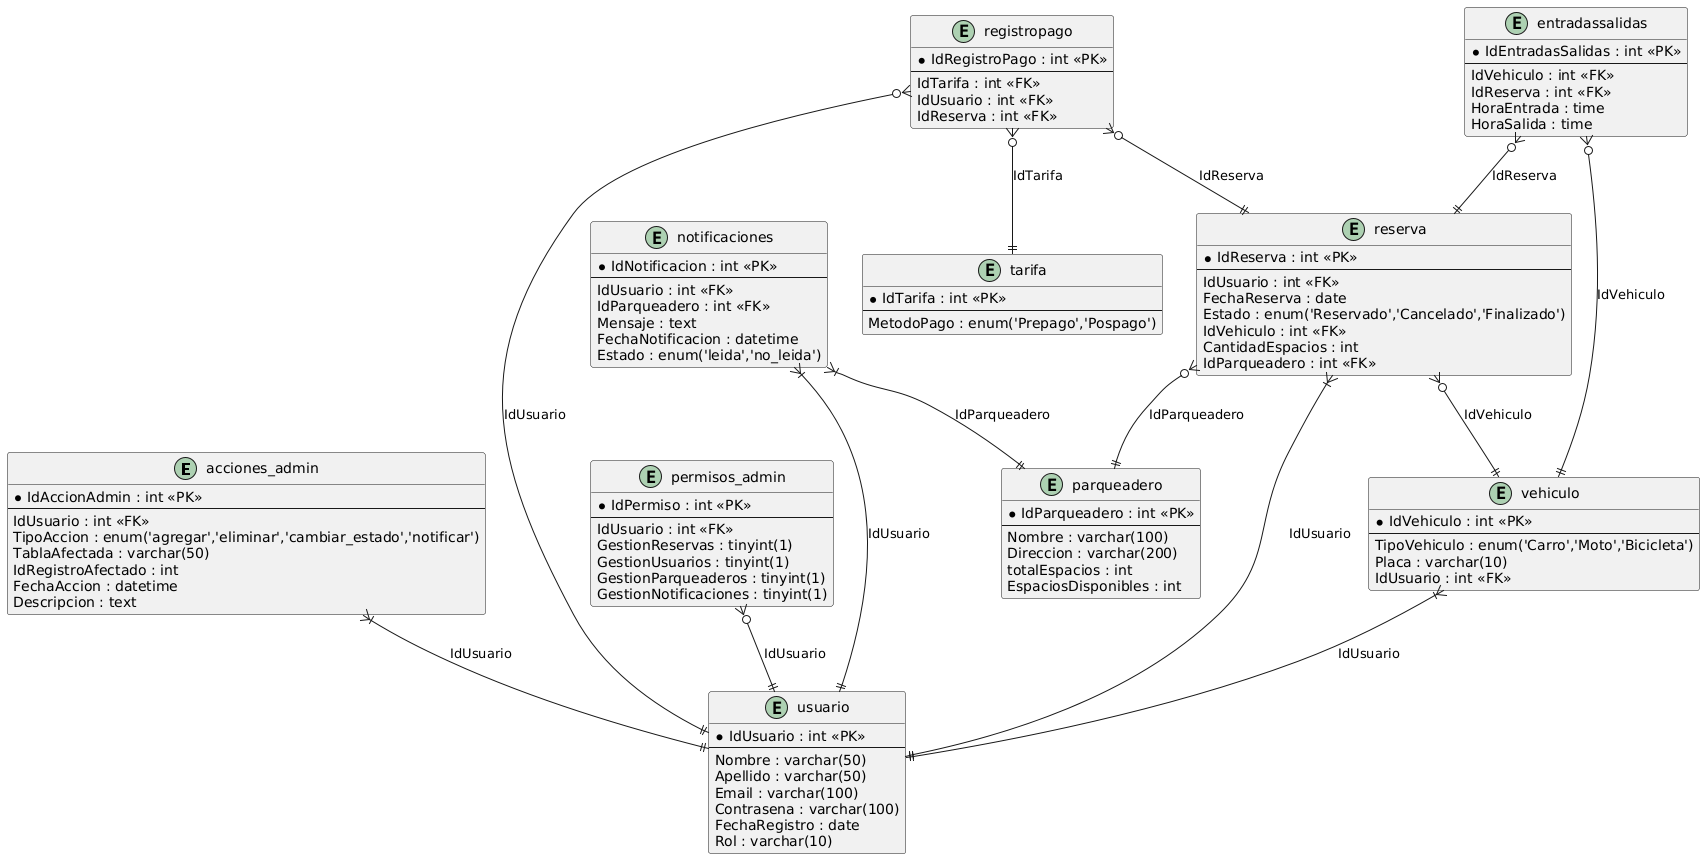 E registropago
* IdRegistroPago : int «PK»
IdTarifa : int «FK»
IdUsuario : int «FK»
IdReserva : int «FK»
E entradassalidas
* IdEntradasSalidas : int «PK»
IdVehiculo : int «FK»
IdReserva : int «FK»
HoraEntrada : time
HoraSalida : time
IdTarifa
IdReserva
IdReserva
E notificaciones
* IdNotificacion : int «PK»
IdUsuario : int «FK»
IdParqueadero : int «FK»
Mensaje : text
FechaNotificacion : datetime
Estado : enum('leida','no_leida')
E tarifa
* IdTarifa : int «PK»
MetodoPago : enum('Prepago','Pospago')
E reserva
* IdReserva : int «PK»
IdUsuario : int «FK»
FechaReserva : date
Estado : enum('Reservado','Cancelado','Finalizado')
IdVehiculo : int «FK»
CantidadEspacios : int
IdParqueadero : int «FK»
IdVehiculo
IdUsuario
IdParqueadero
IdParqueadero
IdVehiculo
E acciones_admin
* IdAccionAdmin : int «PK»
IdUsuario : int «FK»
TipoAccion : enum('agregar','eliminar','cambiar_estado','notificar')
TablaAfectada : varchar(50)
IdRegistroAfectado : int
FechaAccion : datetime
Descripcion : text
E permisos_admin
* IdPermiso : int «PK»
IdUsuario : int «FK»
GestionReservas : tinyint(1)
GestionUsuarios : tinyint(1)
GestionParqueaderos : tinyint(1)
GestionNotificaciones : tinyint(1)
IdUsuario
E parqueadero
* IdParqueadero : int «PK»
Nombre : varchar(100)
Direccion : varchar(200)
totalEspacios : int
EspaciosDisponibles : int
IdUsuario
E vehiculo
* IdVehiculo : int «PK»
TipoVehiculo : enum('Carro','Moto','Bicicleta')
Placa : varchar(10)
IdUsuario : int «FK»
IdUsuario
IdUsuario
IdUsuario
E usuario
* IdUsuario : int «PK»
Nombre : varchar(50)
Apellido : varchar(50)
Email : varchar(100)
Contrasena : varchar(100)
FechaRegistro : date
Rol : varchar(10)